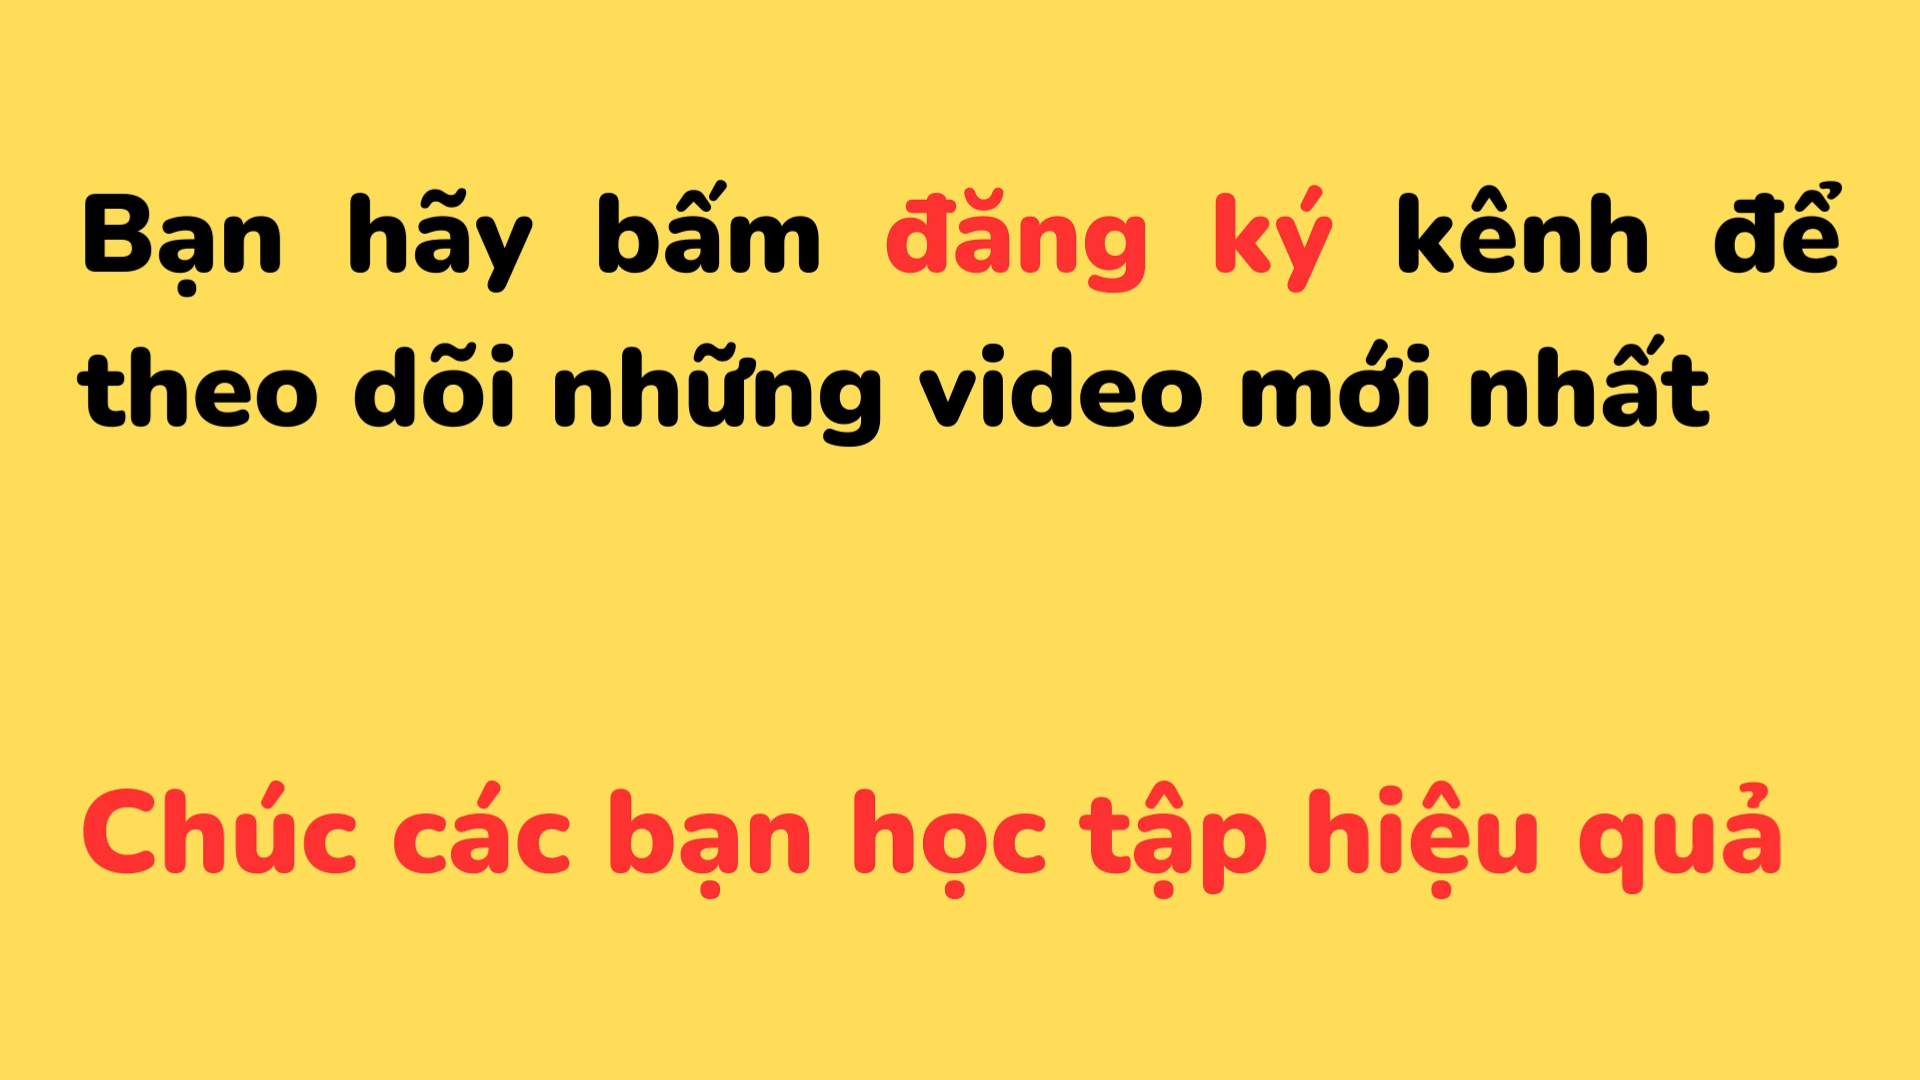 Bạn hãy bấm đăng ký kênh để
theo dõi những video mới nhất
Chúc các bạn học tập hiệu quả